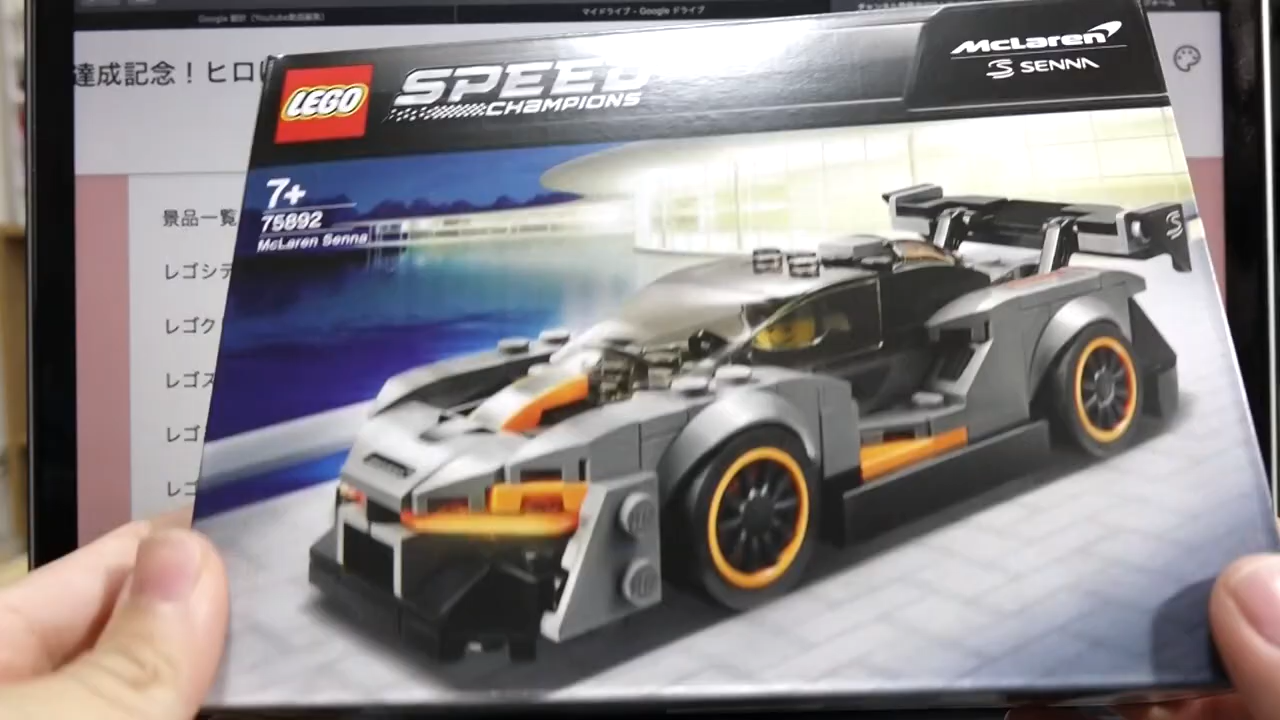 Google 翻訳 (Youtube動画編集)
マイドライブ - Google ドライブ
達成記念！ヒロ
LEGO
SPEED
CHAMPIONS
McLaren
SENNA
7+
75892
McLaren Senna
景品一覧
レゴシテ
レゴク
レゴス
レゴ
レゴ
S